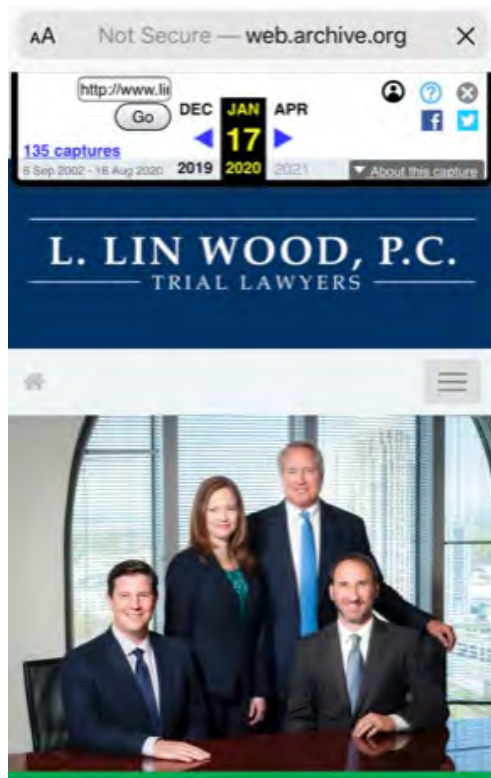 AA Not Secure — web.archive.org ×
http://www.lin
Go
DEC JAN APR
17
135 captures
6 Sep 2002 - 16 Aug 2020
2019 2020 2021
▼ About this capture
L. LIN WOOD, P.C.
TRIAL LAWYERS